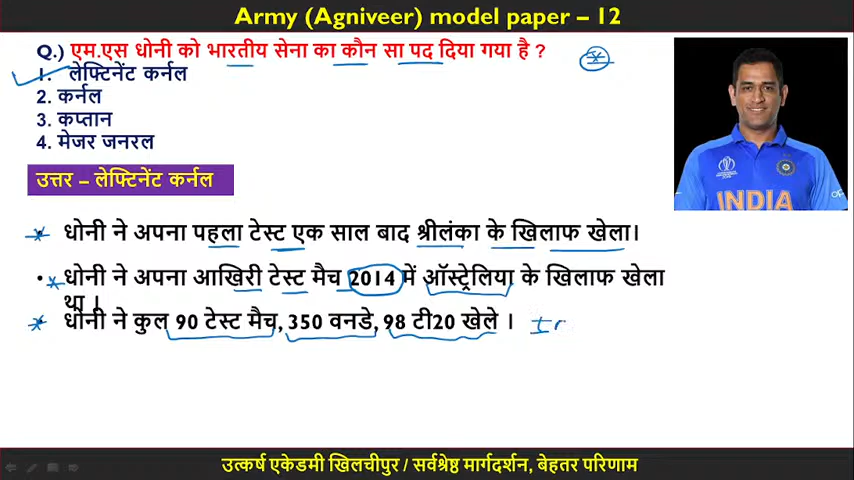 Army (Agniveer) model paper – 12
Q.) एम.एस धोनी को भारतीय सेना का कौन सा पद दिया गया है ?
1. लेफ्टिनेंट कर्नल
2. कर्नल
3. कप्तान
4. मेजर जनरल
उत्तर – लेफ्टिनेंट कर्नल
धोनी ने अपना पहला टेस्ट एक साल बाद श्रीलंका के खिलाफ खेला।
• धोनी ने अपना आखिरी टेस्ट मैच 2014 में ऑस्ट्रेलिया के खिलाफ खेला
था ।
धोनी ने कुल 90 टेस्ट मैच, 350 वनडे, 98 टी20 खेले ।
INDIA
उत्कर्ष एकेडमी खिलचीपुर / सर्वश्रेष्ठ मार्गदर्शन, बेहतर परिणाम